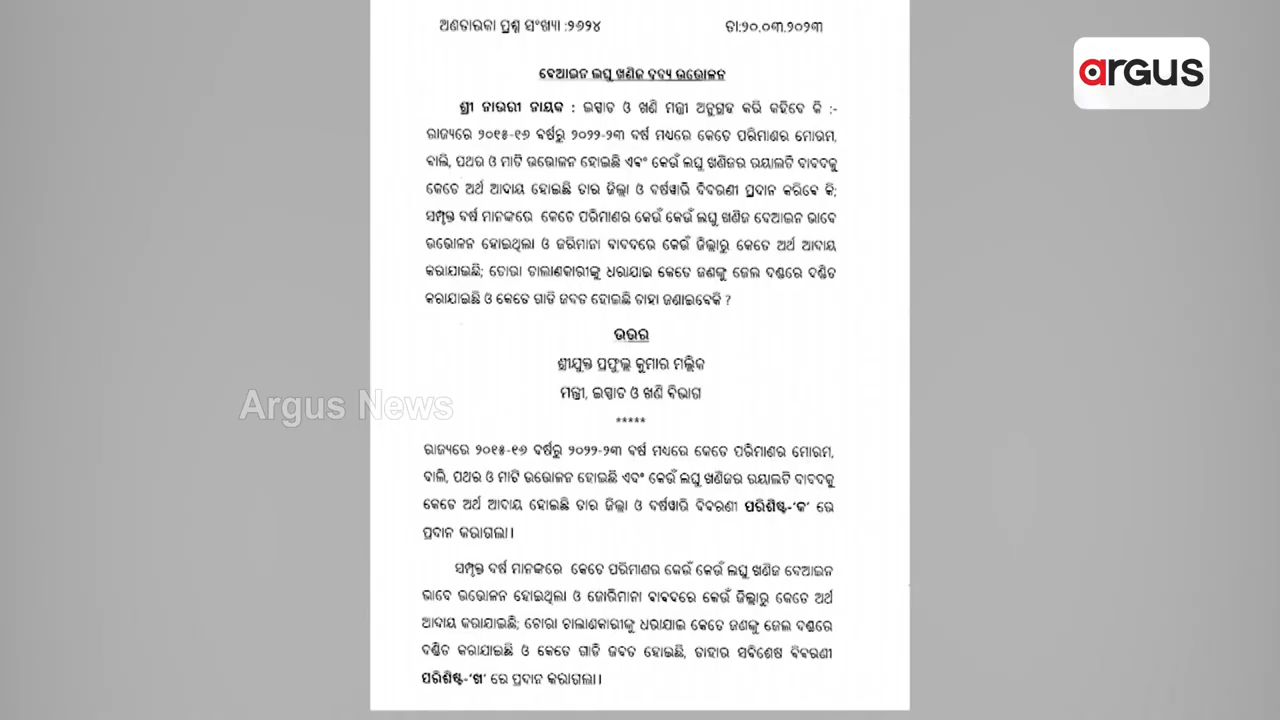 ଅଣତାରକା ପ୍ରଶ୍ନ ସଂଖ୍ୟା :୨୬୨୪ ତା:୨୦.୦୩.୨୦୨୩
argus
ବେଆଇନ ଲଘୁ ଖଣିଜ ଦ୍ରବ୍ୟ ଉତ୍ତୋଳନ
ଶ୍ରୀ ନାଉରୀ ନାୟକ : ଇସ୍ପାତ ଓ ଖଣି ମନ୍ତ୍ରୀ ଅନୁଗ୍ରହ କରି କହିବେ କି :-
ରାଜ୍ୟରେ ୨୦୧୫-୧୬ ବର୍ଷରୁ ୨୦୨୨-୨୩ ବର୍ଷ ମଧ୍ୟରେ କେତେ ପରିମାଣର ମୋରମ,
ବାଲି, ପଥର ଓ ମାଟି ଉତ୍ତୋଳନ ହୋଇଛି ଏବଂ କେଉଁ ଲଘୁ ଖଣିଜର ରୟାଲଟି ବାବଦକୁ
କେତେ ଅର୍ଥ ଆଦାୟ ହୋଇଛି ତାର ଜିଲ୍ଲା ଓ ବର୍ଷୱାରି ବିବରଣୀ ପ୍ରଦାନ କରିବେ କି;
ସମ୍ପୃକ୍ତ ବର୍ଷ ମାନଙ୍କରେ କେତେ ପରିମାଣର କେଉଁ କେଉଁ ଲଘୁ ଖଣିଜ ବେଆଇନ ଭାବେ
ଉତ୍ତୋଳନ ହୋଇଥିଲା ଓ ଜରିମାନା ବାବଦରେ କେଉଁ ଜିଲ୍ଲାରୁ କେତେ ଅର୍ଥ ଆଦାୟ
କରାଯାଇଛି; ଚୋରା ଚାଲାଣକାରୀଙ୍କୁ ଧରାଯାଇ କେତେ ଜଣଙ୍କୁ ଜେଲ ଦଣ୍ଡରେ ଦଣ୍ଡିତ
କରାଯାଇଛି ଓ କେତେ ଗାଡି ଜବତ ହୋଇଛି ତାହା ଜଣାଇବେକି ?
ଉତ୍ତର
ଶ୍ରୀଯୁକ୍ତ ପ୍ରଫୁଲ୍ଲ କୁମାର ମଲ୍ଲିକ
ମନ୍ତ୍ରୀ, ଇସ୍ପାତ ଓ ଖଣି ବିଭାଗ
Argus News
*****
ରାଜ୍ୟରେ ୨୦୧୫-୧୬ ବର୍ଷରୁ ୨୦୨୨-୨୩ ବର୍ଷ ମଧ୍ୟରେ କେତେ ପରିମାଣର ମୋରମ,
ବାଲି, ପଥର ଓ ମାଟି ଉତ୍ତୋଳନ ହୋଇଛି ଏବଂ କେଉଁ ଲଘୁ ଖଣିଜର ରୟାଲଟି ବାବଦକୁ
କେତେ ଅର୍ଥ ଆଦାୟ ହୋଇଛି ତାର ଜିଲ୍ଲା ଓ ବର୍ଷୱାରି ବିବରଣୀ ପରିଶିଷ୍ଟ-‘କ’ ରେ
ପ୍ରଦାନ କରାଗଲା।
ସମ୍ପୃକ୍ତ ବର୍ଷ ମାନଙ୍କରେ କେତେ ପରିମାଣର କେଉଁ କେଉଁ ଲଘୁ ଖଣିଜ ବେଆଇନ
ଭାବେ ଉତ୍ତୋଳନ ହୋଇଥିଲା ଓ ଜୋରିମାନା ବାବଦରେ କେଉଁ ଜିଲ୍ଲାରୁ କେତେ ଅର୍ଥ
ଆଦାୟ କରାଯାଇଛି; ଚୋରା ଚାଲାଣକାରୀଙ୍କୁ ଧରାଯାଇ କେତେ ଜଣଙ୍କୁ ଜେଲ ଦଣ୍ଡରେ
ଦଣ୍ଡିତ କରାଯାଇଛି ଓ କେତେ ଗାଡି ଜବତ ହୋଇଛି, ତାହାର ସବିଶେଷ ବିବରଣୀ
ପରିଶିଷ୍ଟ-‘ଖ’ ରେ ପ୍ରଦାନ କରାଗଲା।